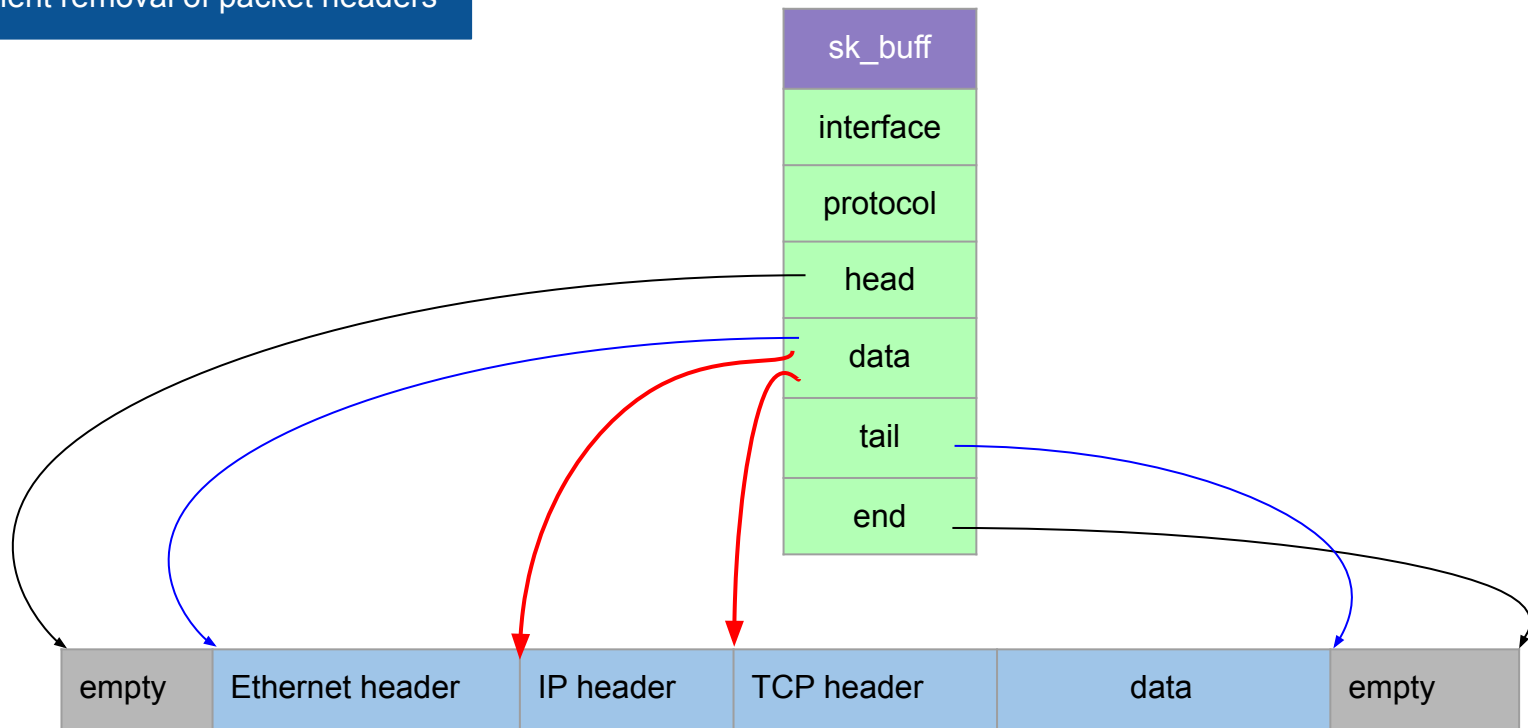 removal of packet headers
sk_buff
interface
protocol
head
data
tail
end
empty
Ethernet header
IP header
TCP header
data
empty